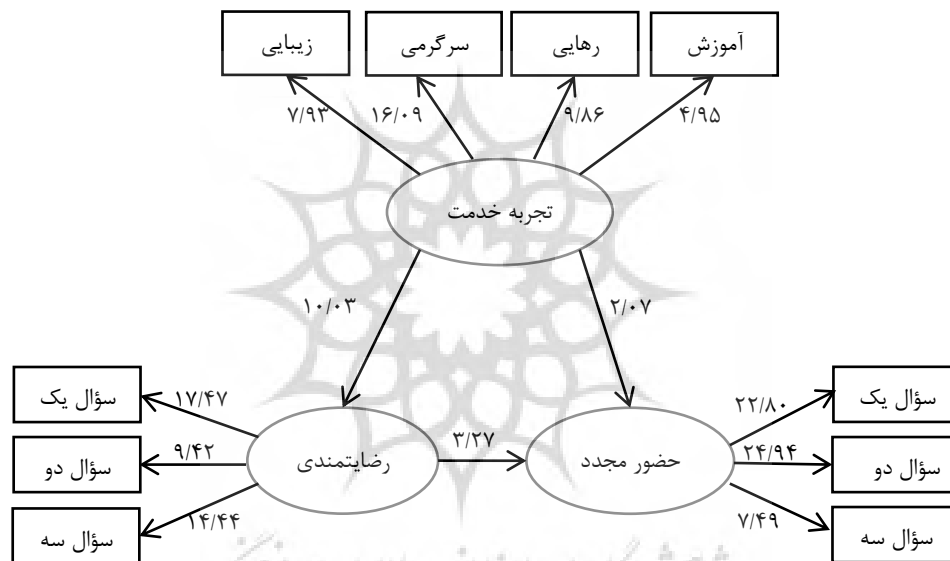 آموزش
رهایی
سرگرمی
زیبایی
۴/۹۵
۹/۸۶
۱۶/۰۹
۷/۹۳
تجربه خدمت
۲/۰۷
۱۰/۰۳
سؤال یک
۲۲/۸۰
۱۷/۴۷
سؤال یک
سؤال دو
۲۴/۹۴
حضور مجدد
۳/۲۷
رضایتمندی
۹/۴۲
سؤال دو
سؤال سه
۷/۴۹
۱۴/۴۴
سؤال سه